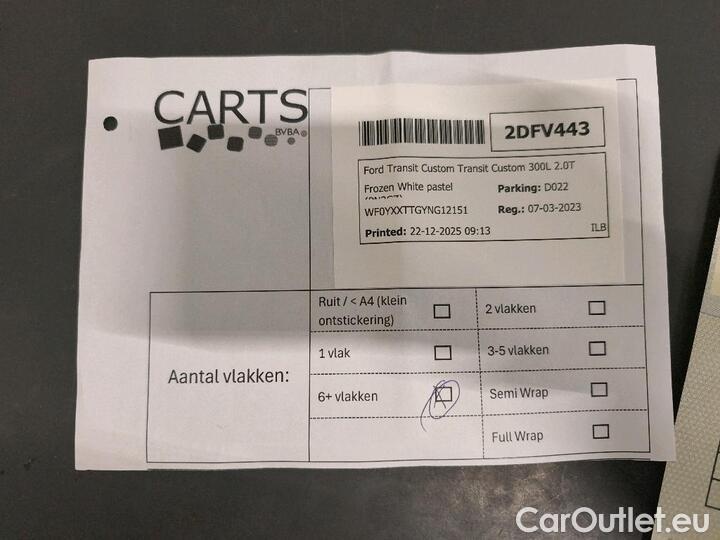 CARTS
BVBA
2DFV443
Ford Transit Custom Transit Custom 300L 2.0T
Frozen White pastel
Parking: D022
WF0YXXTTGYNG12151
Reg.: 07-03-2023
Printed: 22-12-2025 09:13
ILB
Aantal vlakken:
Ruit / < A4 (klein
ontstickering)
2 vlakken
1 vlak
3-5 vlakken
6+ vlakken
Semi Wrap
Full Wrap
CarOutlet.eu